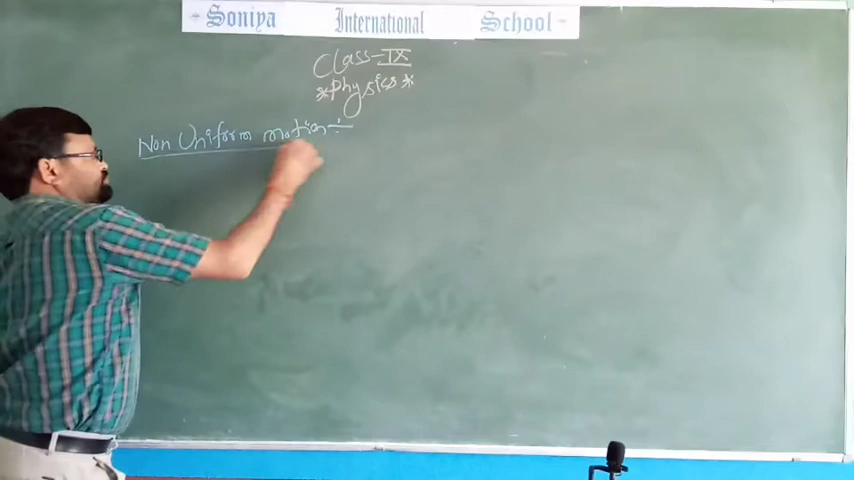 Soniya International School
Class-IX
*Physics*
Non Uniform motion:-